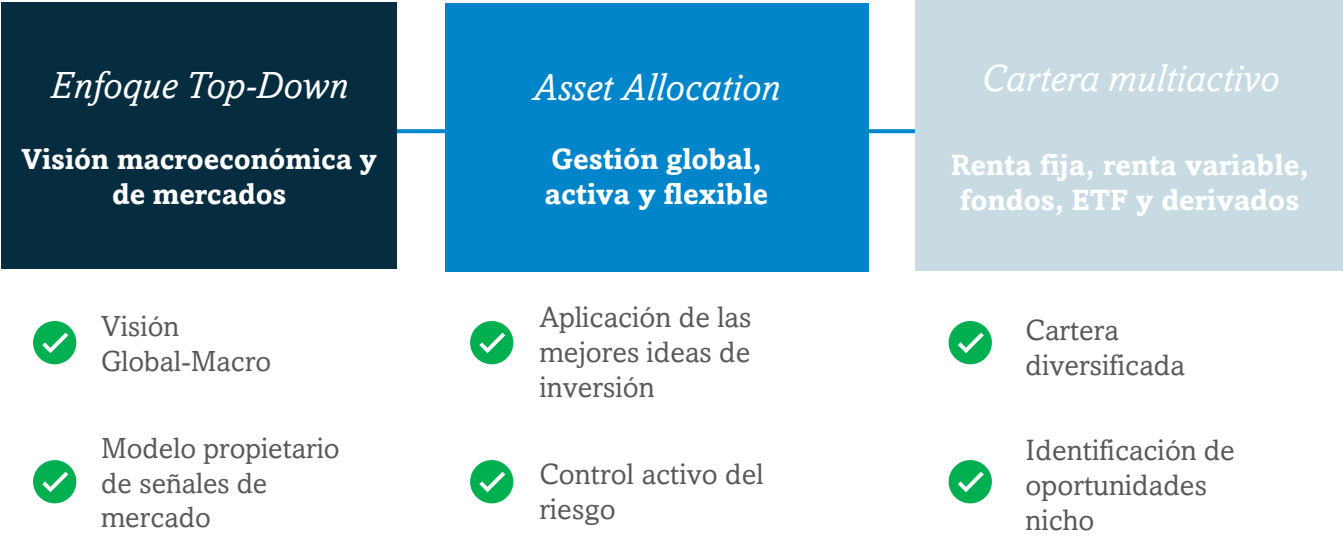 Enfoque Top-Down
Visión macroeconómica y
de mercados
Visión
Global-Macro
Modelo propietario
de señales de
mercado
Asset Allocation
Gestión global,
activa y flexible
Aplicación de las
mejores ideas de
inversión
Control activo del
riesgo
Cartera multiactivo
Renta fija, renta variable,
fondos, ETF y derivados
Cartera
diversificada
Identificación de
oportunidades
nicho